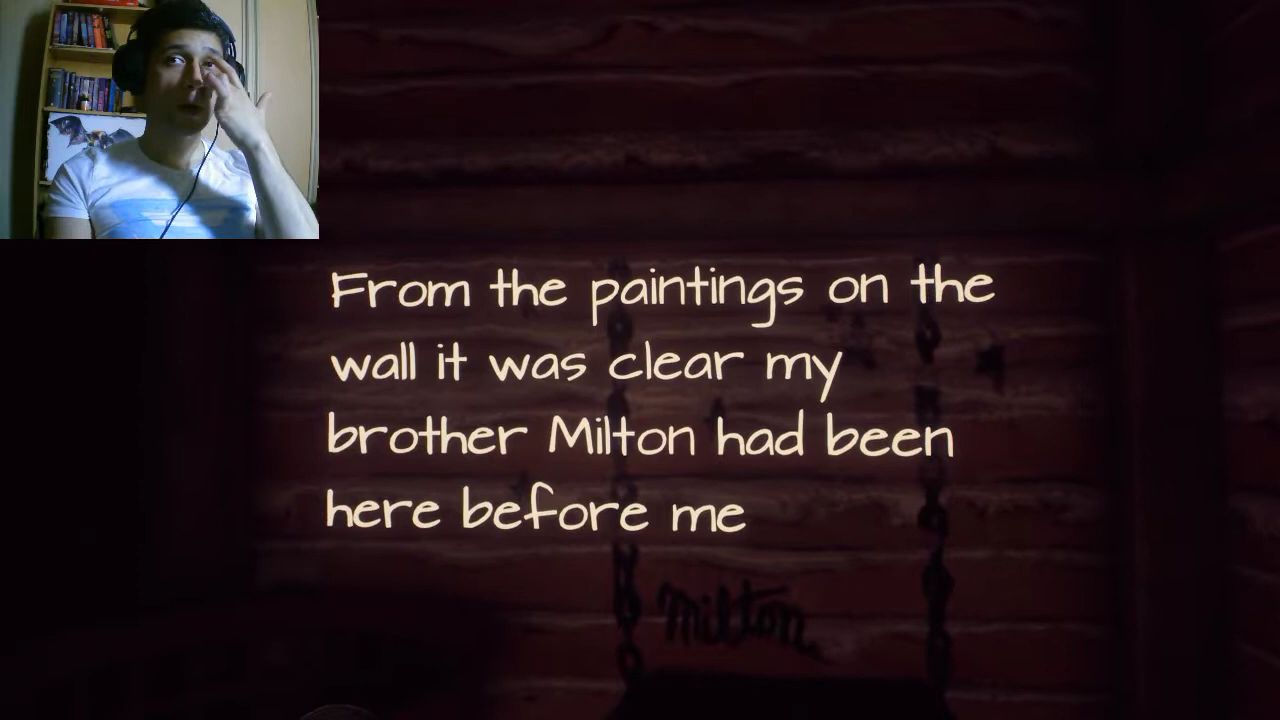 From the paintings on the
wall it was clear my
brother Milton had been
here before me
Milton